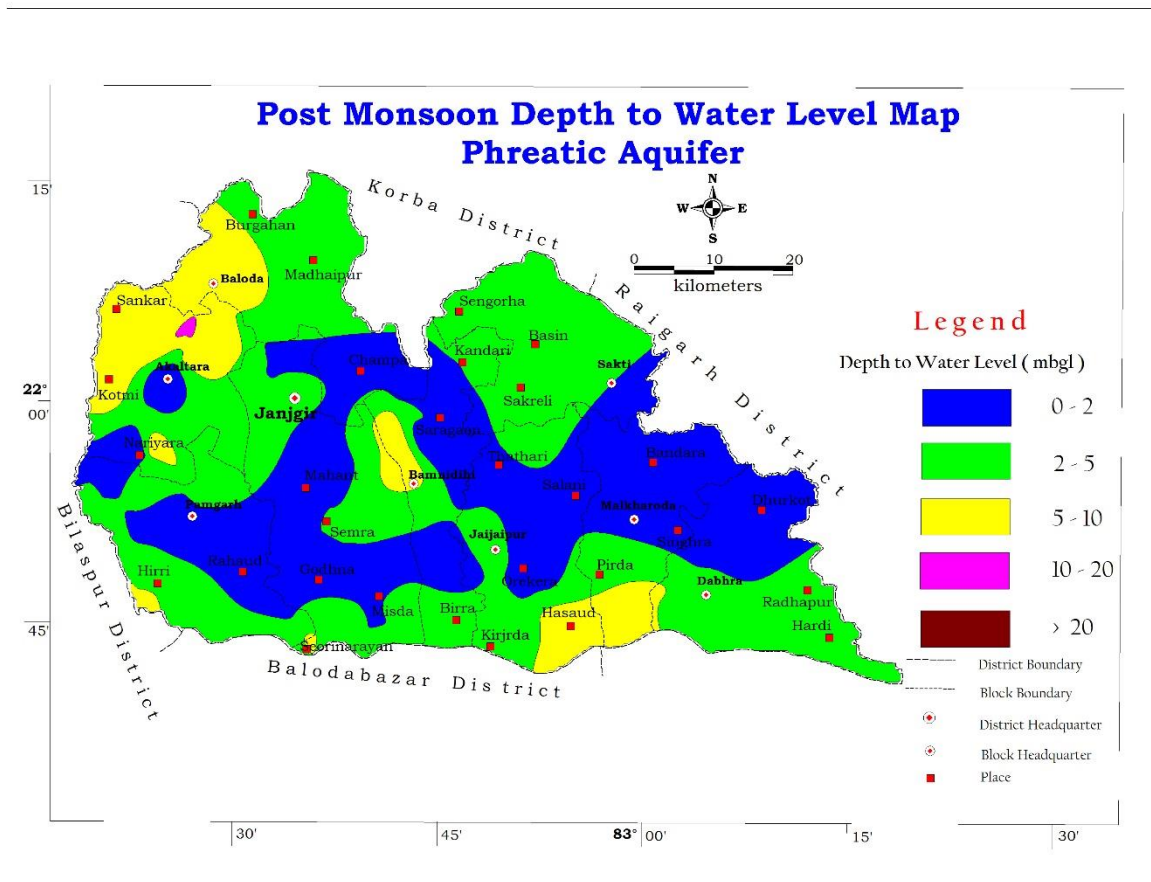 Post Monsoon Depth to Water Level Map
Phreatic Aquifer
15'
Korba District
N
W E
S
Burgahan
Baloda
Madhaipur
0 10 20
kilometers
Raigarh District
Sankar
Sengorha
Basin
Kandari
Champa
Sakti
Akaltara
Kotmi
22°
00'
Janjgir
Sakreli
Saragaon
Nariyara
Thathari
Bandara
Mahant
Bamnidihi
Salani
Dhurkot
Pamgarh
Malkharoda
Semra
Jaijaipur
Singhra
Bilaspur District
Hirri
Rahaud
Godhna
Orekera
Pirda
Dabhra
Radhapur
Misda
Birra
Hasaud
Hardi
45'
Kirjrda
Seorinarayan
Balodabazar District
Legend
Depth to Water Level ( mbgl )
0 - 2
2 - 5
5 - 10
10 - 20
> 20
District Boundary
Block Boundary
District Headquarter
Block Headquarter
Place
30' 45' 83° 00' 15' 30'